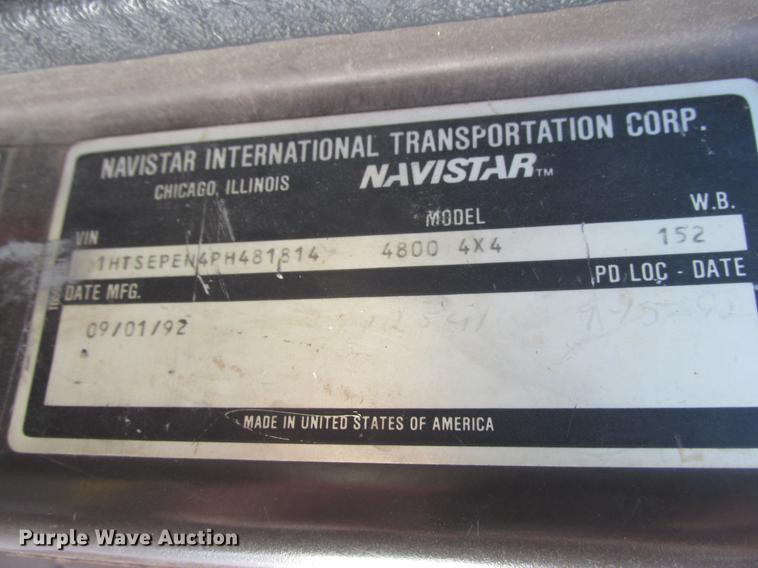 NAVISTAR INTERNATIONAL TRANSPORTATION CORP.
CHICAGO, ILLINOIS NAVISTAR™
VIN MODEL W.B.
1HTSEPEN4PH481814 4800 4X4 152
DATE MFG. PD LOC - DATE
09/01/92
MADE IN UNITED STATES OF AMERICA
Purple Wave Auction